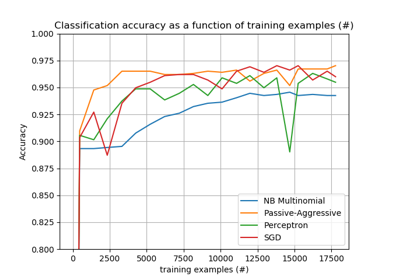 Classification accuracy as a function of training examples (#)
1.000
0.975
0.950
0.925
0.900
0.875
0.850
0.825
0.800
Accuracy
NB Multinomial
Passive-Aggressive
Perceptron
SGD
0 2500 5000 7500 10000 12500 15000 17500
training examples (#)